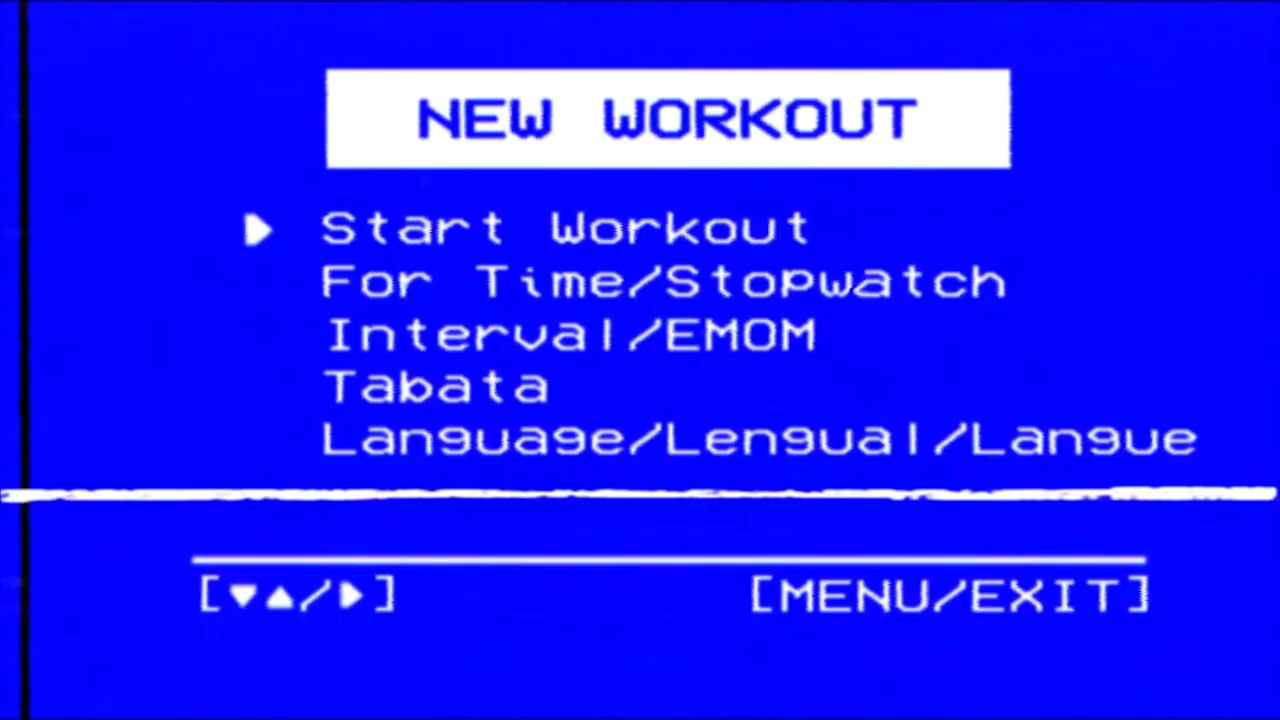 NEW WORKOUT
▶ Start Workout
For Time/Stopwatch
Interval/EMOM
Tabata
Language/Lengual/Langue
[▼▲/▶] [MENU/EXIT]